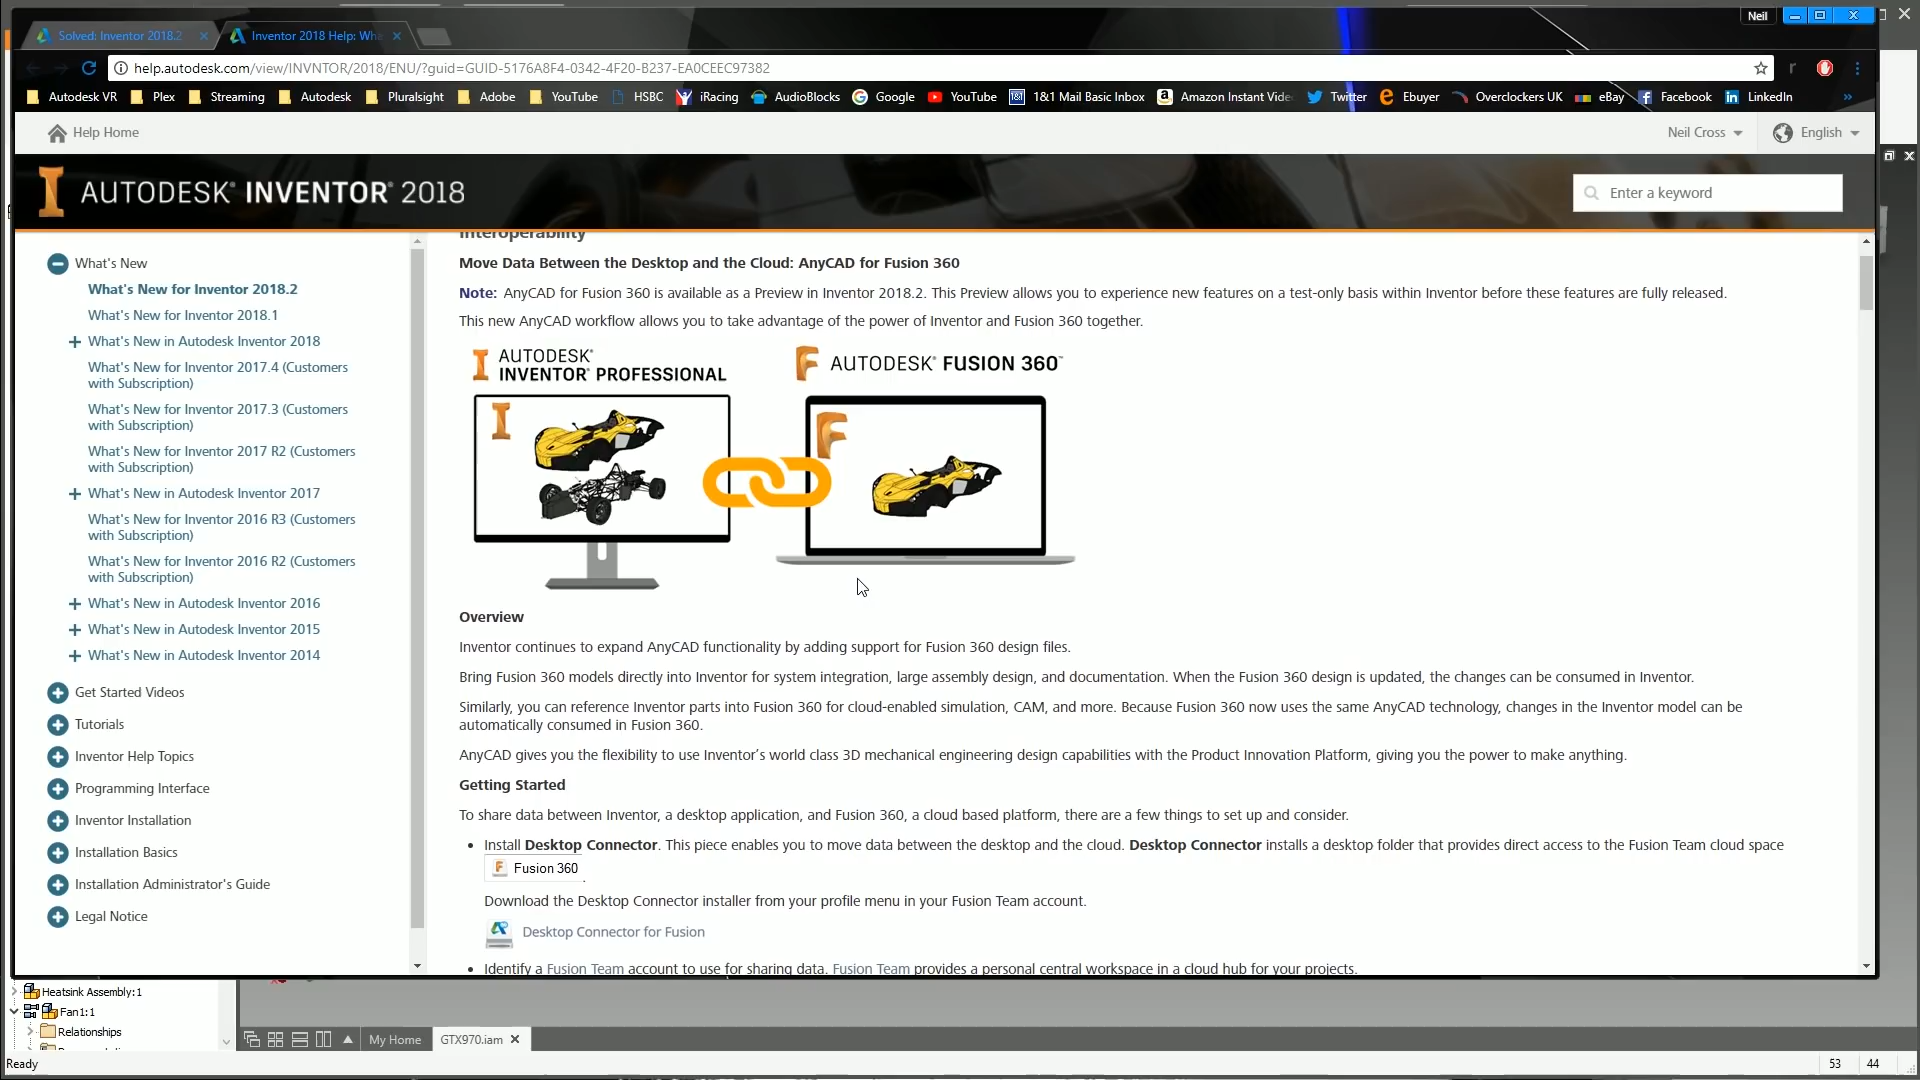 Neil
Solved: Inventor 2018.2
Inventor 2018 Help: Wha
help.autodesk.com/view/INVNTOR/2018/ENU/?guid=GUID-5176A8F4-0342-4F20-B237-EA0CEEC97382
Autodesk VR Plex Streaming Autodesk Pluralsight Adobe YouTube HSBC iRacing AudioBlocks Google YouTube 1&1 Mail Basic Inbox Amazon Instant Vide Twitter Ebuyer Overclockers UK eBay Facebook LinkedIn »
Help Home
Neil Cross
English
AUTODESK® INVENTOR® 2018
Enter a keyword
What's New
What's New for Inventor 2018.2
What's New for Inventor 2018.1
What's New in Autodesk Inventor 2018
What's New for Inventor 2017.4 (Customers
with Subscription)
What's New for Inventor 2017.3 (Customers
with Subscription)
What's New for Inventor 2017 R2 (Customers
with Subscription)
What's New in Autodesk Inventor 2017
What's New for Inventor 2016 R3 (Customers
with Subscription)
What's New for Inventor 2016 R2 (Customers
with Subscription)
What's New in Autodesk Inventor 2016
What's New in Autodesk Inventor 2015
What's New in Autodesk Inventor 2014
Get Started Videos
Tutorials
Inventor Help Topics
Programming Interface
Inventor Installation
Installation Basics
Installation Administrator's Guide
Legal Notice
Interoperability
Move Data Between the Desktop and the Cloud: AnyCAD for Fusion 360
Note: AnyCAD for Fusion 360 is available as a Preview in Inventor 2018.2. This Preview allows you to experience new features on a test-only basis within Inventor before these features are fully released.
This new AnyCAD workflow allows you to take advantage of the power of Inventor and Fusion 360 together.
AUTODESK®
INVENTOR® PROFESSIONAL
AUTODESK® FUSION 360™
Overview
Inventor continues to expand AnyCAD functionality by adding support for Fusion 360 design files.
Bring Fusion 360 models directly into Inventor for system integration, large assembly design, and documentation. When the Fusion 360 design is updated, the changes can be consumed in Inventor.
Similarly, you can reference Inventor parts into Fusion 360 for cloud-enabled simulation, CAM, and more. Because Fusion 360 now uses the same AnyCAD technology, changes in the Inventor model can be
automatically consumed in Fusion 360.
AnyCAD gives you the flexibility to use Inventor’s world class 3D mechanical engineering design capabilities with the Product Innovation Platform, giving you the power to make anything.
Getting Started
To share data between Inventor, a desktop application, and Fusion 360, a cloud based platform, there are a few things to set up and consider.
• Install Desktop Connector. This piece enables you to move data between the desktop and the cloud. Desktop Connector installs a desktop folder that provides direct access to the Fusion Team cloud space
Fusion 360
.
Download the Desktop Connector installer from your profile menu in your Fusion Team account.
Desktop Connector for Fusion
• Identify a Fusion Team account to use for sharing data. Fusion Team provides a personal central workspace in a cloud hub for your projects.
Heatsink Assembly:1
Fan1:1
Relationships
My Home
GTX970.iam
Ready
53 44